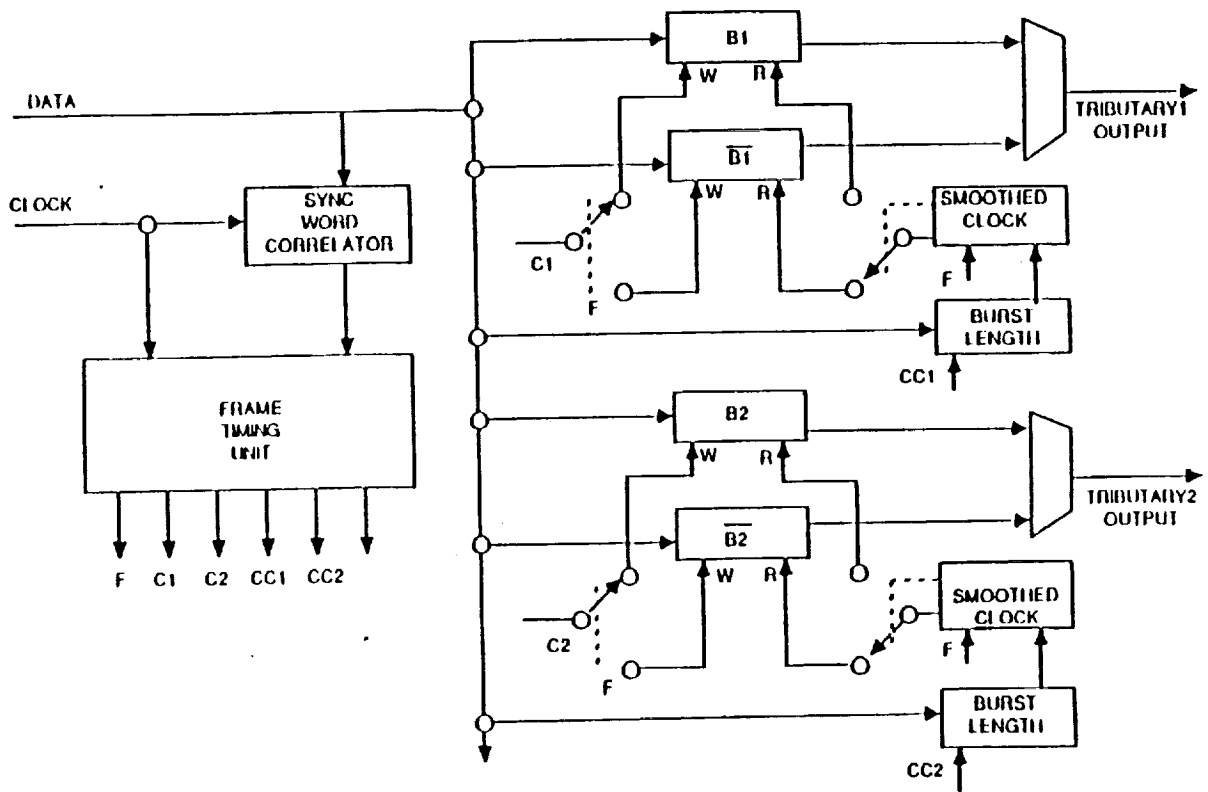 DATA
CLOCK
SYNC
WORD
CORRELATOR
FRAME
TIMING
UNIT
F C1 C2 CC1 CC2
B1
W R
TRIBUTARY1
OUTPUT
B1
W R
C1
F
SMOOTHED
CLOCK
F
BURST
LENGTH
CC1
B2
W R
TRIBUTARY2
OUTPUT
B2
W R
C2
F
SMOOTHED
CLOCK
F
BURST
LENGTH
CC2